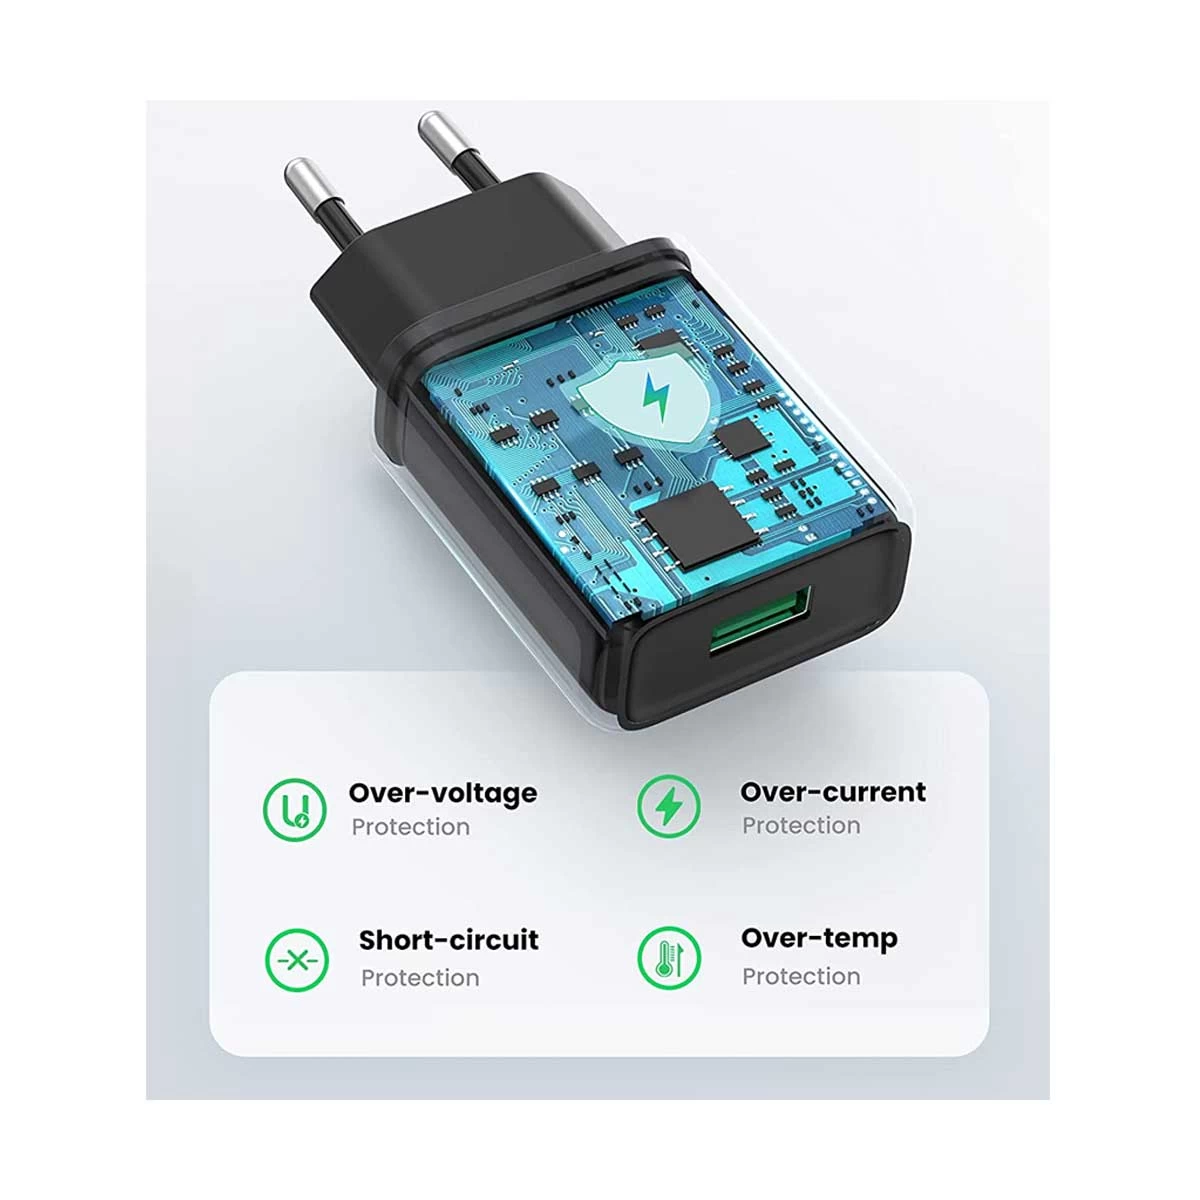 Over-voltage
Protection
Over-current
Protection
Short-circuit
Protection
Over-temp
Protection